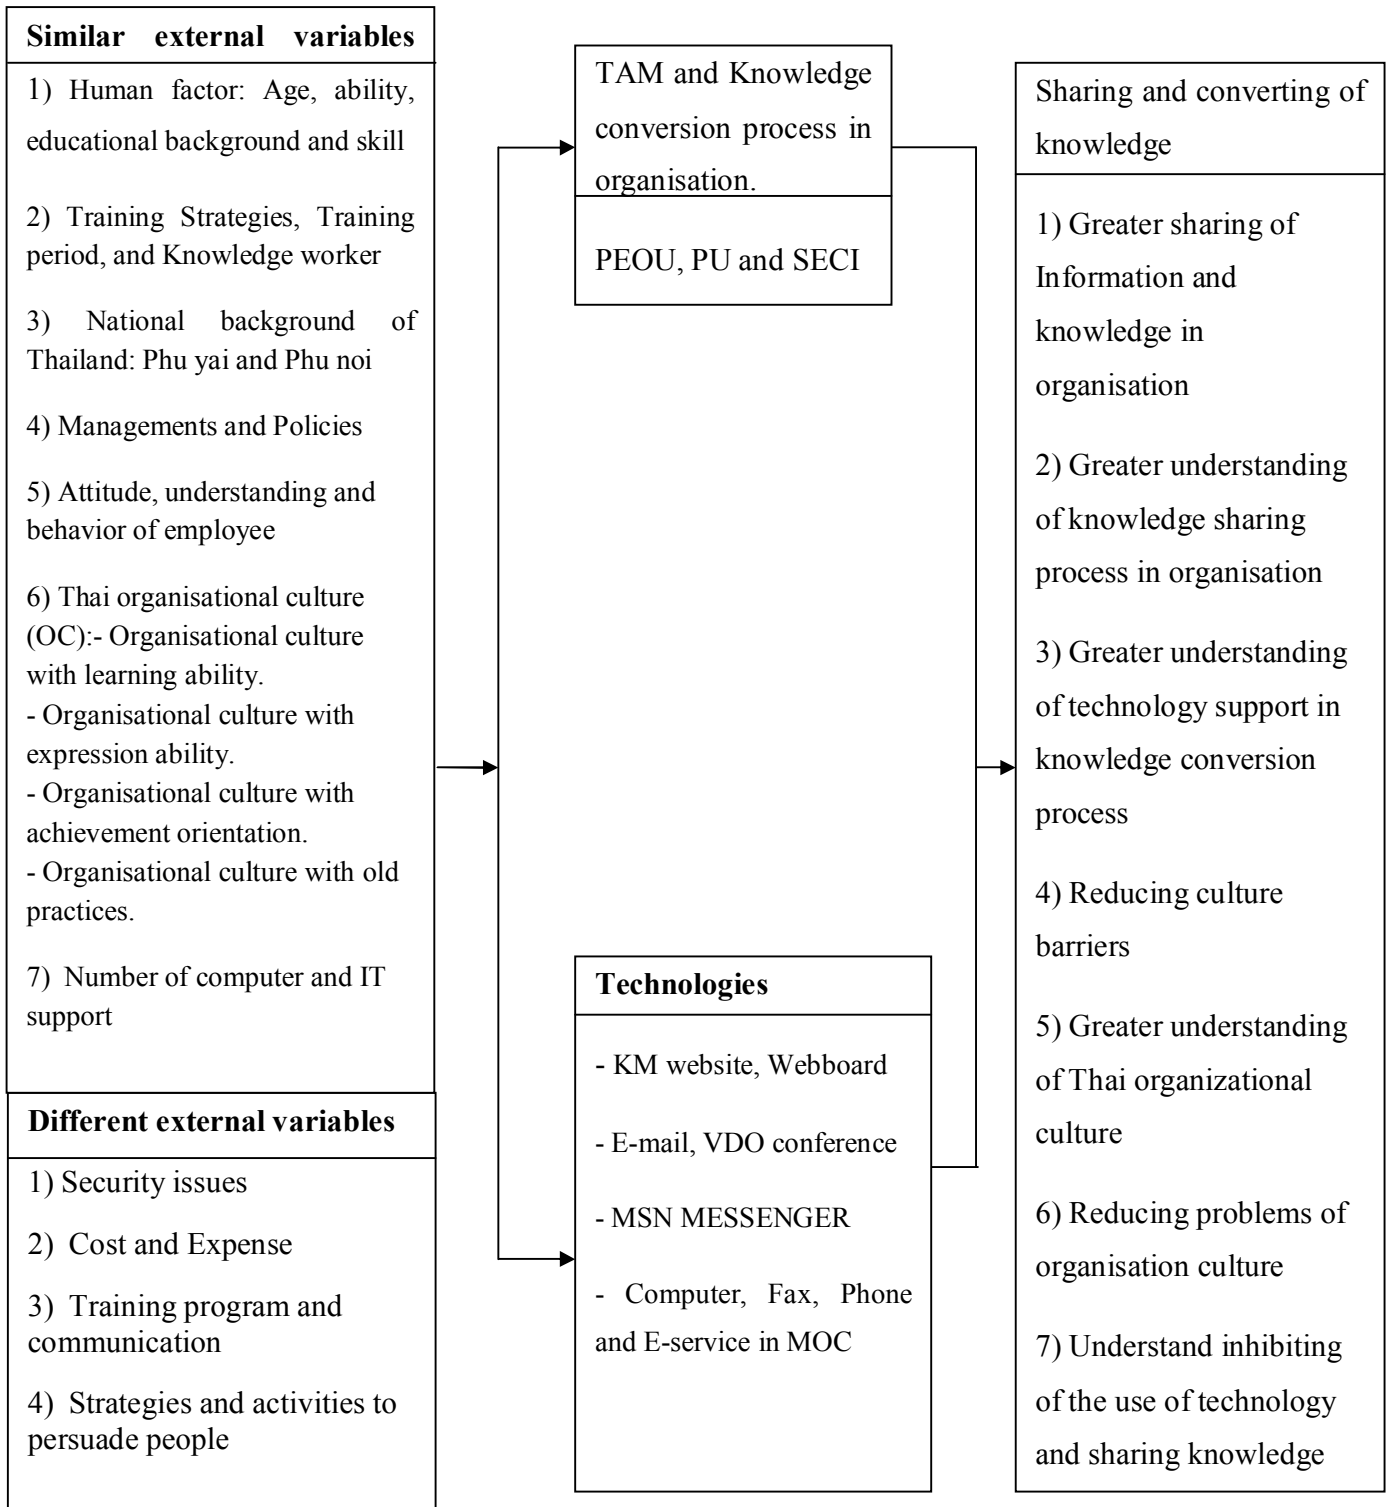 Similar external variables
1) Human factor: Age, ability,
educational background and skill
2) Training Strategies, Training
period, and Knowledge worker
3) National background of
Thailand: Phu yai and Phu noi
4) Managements and Policies
5) Attitude, understanding and
behavior of employee
6) Thai organisational culture
(OC):- Organisational culture
with learning ability.
- Organisational culture with
expression ability.
- Organisational culture with
achievement orientation.
- Organisational culture with old
practices.
7) Number of computer and IT
support
Different external variables
1) Security issues
2) Cost and Expense
3) Training program and
communication
4) Strategies and activities to
persuade people
TAM and Knowledge
conversion process in
organisation.
PEOU, PU and SECI
Technologies
- KM website, Webboard
- E-mail, VDO conference
- MSN MESSENGER
- Computer, Fax, Phone
and E-service in MOC
Sharing and converting of
knowledge
1) Greater sharing of
Information and
knowledge in
organisation
2) Greater understanding
of knowledge sharing
process in organisation
3) Greater understanding
of technology support in
knowledge conversion
process
4) Reducing culture
barriers
5) Greater understanding
of Thai organizational
culture
6) Reducing problems of
organisation culture
7) Understand inhibiting
of the use of technology
and sharing knowledge